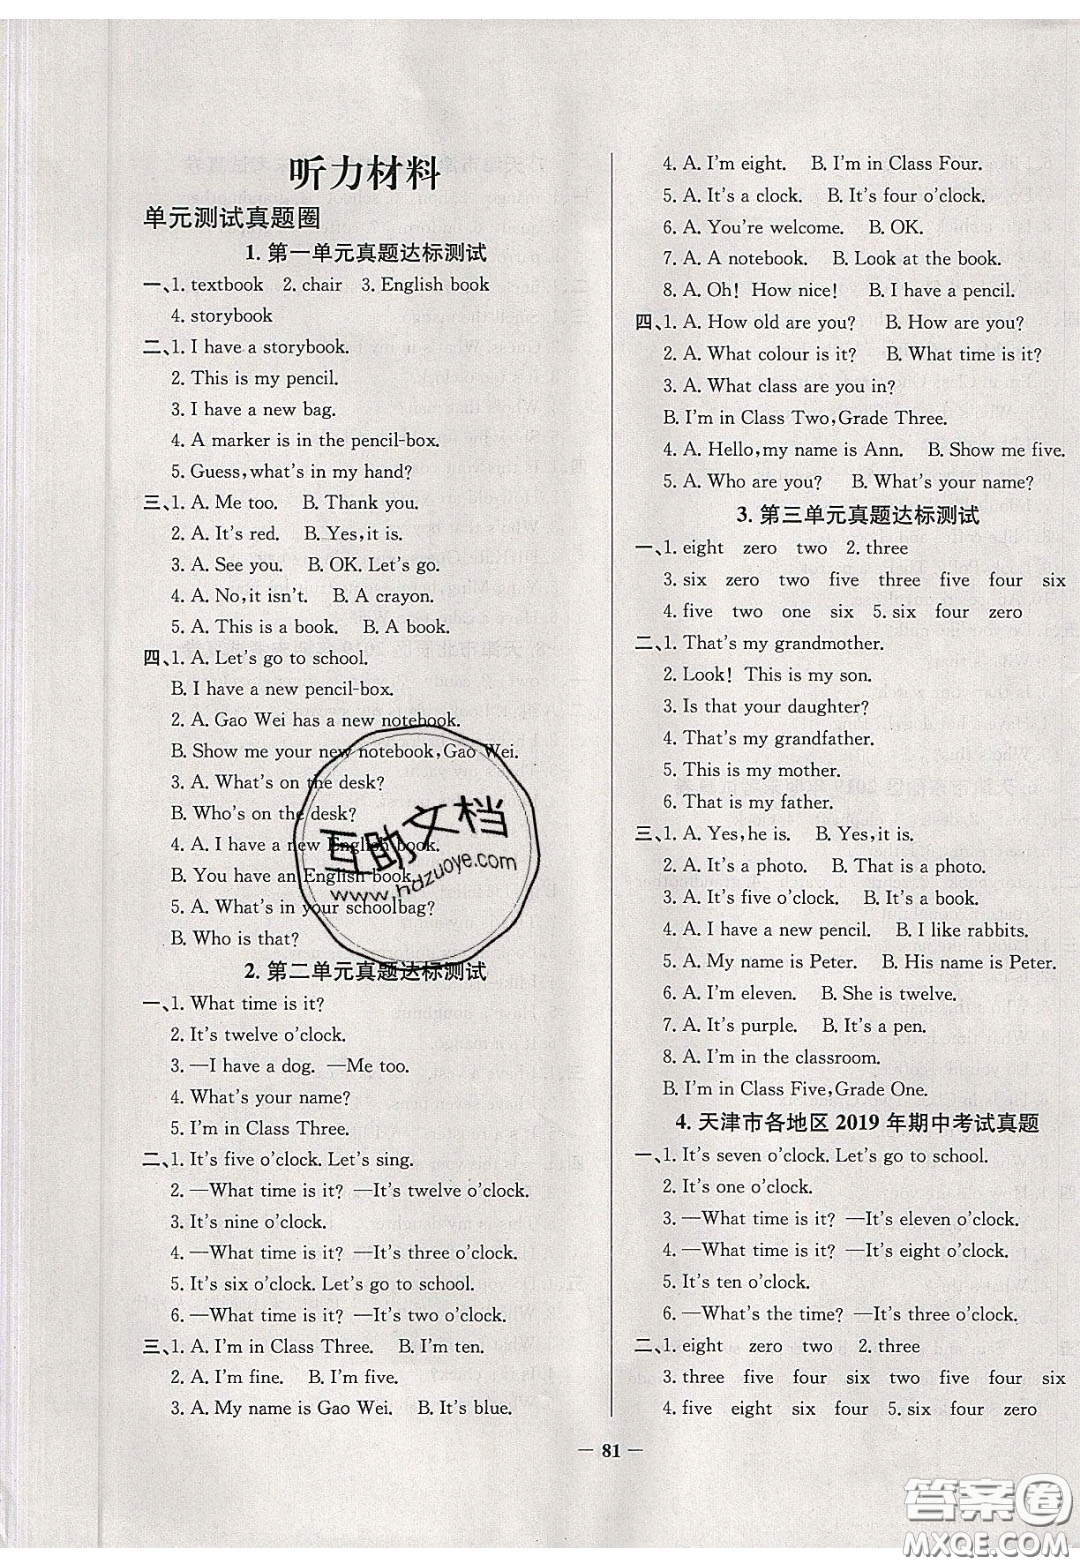 听力材料
单元测试真题圈
1. 第一单元真题达标测试
一、1. textbook 2. chair 3. English book
4. storybook
二、1. I have a storybook.
2. This is my pencil.
3. I have a new bag.
4. A marker is in the pencil-box.
5. Guess,what's in my hand?
三、1. A. Me too. B. Thank you.
2. A. It's red. B. Yes,it is.
3. A. See you. B. OK. Let's go.
4. A. No,it isn't. B. A crayon.
5. A. This is a book. B. A book.
四、1. A. Let's go to school.
B. I have a new pencil-box.
2. A. Gao Wei has a new notebook.
B. Show me your new notebook,Gao Wei.
3. A. What's on the desk?
B. Who's on the desk?
4. A. I have a new English book.
B. You have an English book.
5. A. What's in your schoolbag?
B. Who is that?
2. 第二单元真题达标测试
一、1. What time is it?
2. It's twelve o'clock.
3. —I have a dog. —Me too.
4. What's your name?
5. I'm in Class Three.
二、1. It's five o'clock. Let's sing.
2. —What time is it? —It's twelve o'clock.
3. It's nine o'clock.
4. —What time is it? —It's three o'clock.
5. It's six o'clock. Let's go to school.
6. —What time is it? —It's two o'clock.
三、1. A. I'm in Class Three. B. I'm ten.
2. A. I'm fine. B. I'm five.
3. A. My name is Gao Wei. B. It's blue.
4. A. I'm eight. B. I'm in Class Four.
5. A. It's a clock. B. It's four o'clock.
6. A. You're welcome. B. OK.
7. A. A notebook. B. Look at the book.
8. A. Oh! How nice! B. I have a pencil.
四、1. A. How old are you? B. How are you?
2. A. What colour is it? B. What time is it?
3. A. What class are you in?
B. I'm in Class Two,Grade Three.
4. A. Hello,my name is Ann. B. Show me five.
5. A. Who are you? B. What's your name?
3. 第三单元真题达标测试
一、1. eight zero two 2. three
3. six zero two five three five four six
4. five two one six 5. six four zero
二、1. That's my grandmother.
2. Look! This is my son.
3. Is that your daughter?
4. That's my grandfather.
5. This is my mother.
6. That is my father.
三、1. A. Yes,he is. B. Yes,it is.
2. A. It's a photo. B. That is a photo.
3. A. It's five o'clock. B. It's a book.
4. A. I have a new pencil. B. I like rabbits.
5. A. My name is Peter. B. His name is Peter.
6. A. I'm eleven. B. She is twelve.
7. A. It's purple. B. It's a pen.
8. A. I'm in the classroom.
B. I'm in Class Five,Grade One.
4. 天津市各地区 2019 年期中考试真题
一、1. It's seven o'clock. Let's go to school.
2. It's one o'clock.
3. —What time is it? —It's eleven o'clock.
4. —What time is it? —It's eight o'clock.
5. It's ten o'clock.
6. —What's the time? —It's three o'clock.
二、1. eight zero two 2. three
3. three five four five four six six
4. five eight six four 5. six four zero
— 81 —
互助文档
www.hdzuoye.com
答案圈
MXQE.COM